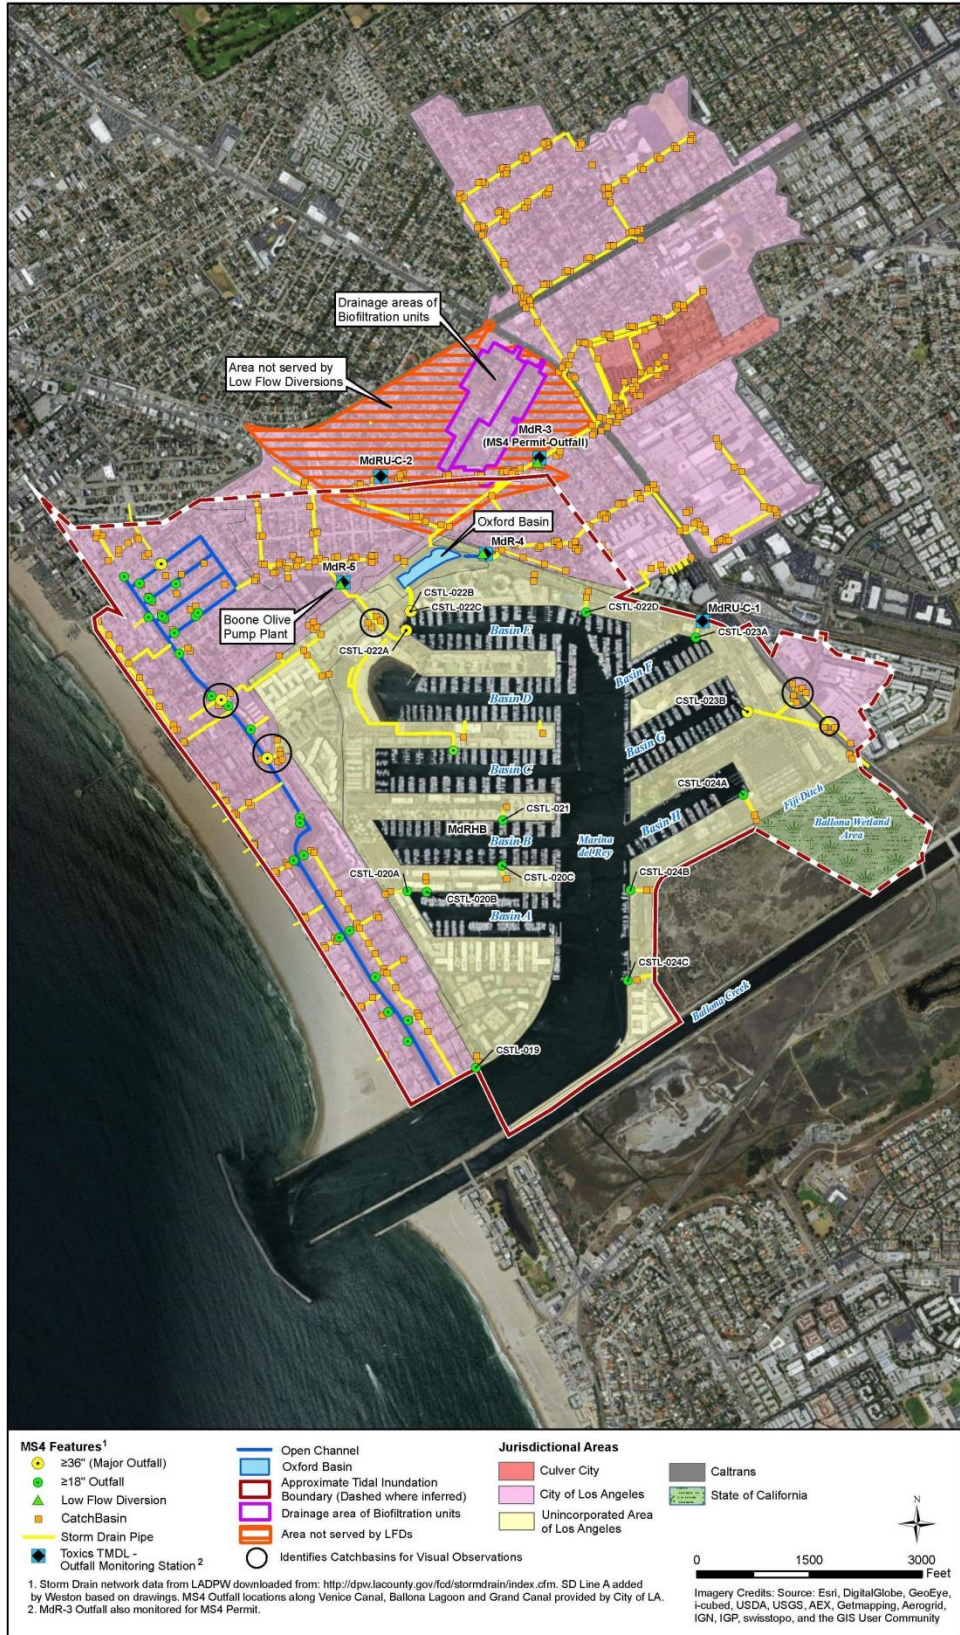 Drainage areas of
Biofiltration units
Area not served by
Low Flow Diversions
MdR-3
(MS4 Permit-Outfall)
MdRU-C-2
Oxford Basin
MdR-4
MdR-5
Boone Olive
Pump Plant
CSTL-022B
CSTL-022C
CSTL-022D
CSTL-022A
MdRU-C-1
CSTL-023A
Basin E
Basin F
Basin D
CSTL-023B
Basin G
Basin C
CSTL-024A
Fiji Ditch
CSTL-021
MdRHB
Basin B
Marina
del Rey
Basin H
Ballona Wetland
Area
CSTL-020A
CSTL-020C
CSTL-020B
CSTL-024B
Basin A
CSTL-024C
Ballona Creek
CSTL-019
MS4 Features1
≥36" (Major Outfall)
≥18" Outfall
Low Flow Diversion
CatchBasin
Storm Drain Pipe
Toxics TMDL -
Outfall Monitoring Station2
Open Channel
Oxford Basin
Approximate Tidal Inundation
Boundary (Dashed where inferred)
Drainage area of Biofiltration units
Area not served by LFDs
Identifies Catchbasins for Visual Observations
Jurisdictional Areas
Culver City
City of Los Angeles
Unincorporated Area
of Los Angeles
Caltrans
State of California
N
0 1500 3000
Feet
1. Storm Drain network data from LADPW downloaded from: http://dpw.lacounty.gov/fcd/stormdrain/index.cfm. SD Line A added
by Weston based on drawings. MS4 Outfall locations along Venice Canal, Ballona Lagoon and Grand Canal provided by City of LA.
2. MdR-3 Outfall also monitored for MS4 Permit.
Imagery Credits: Source: Esri, DigitalGlobe, GeoEye,
i-cubed, USDA, USGS, AEX, Getmapping, Aerogrid,
IGN, IGP, swisstopo, and the GIS User Community